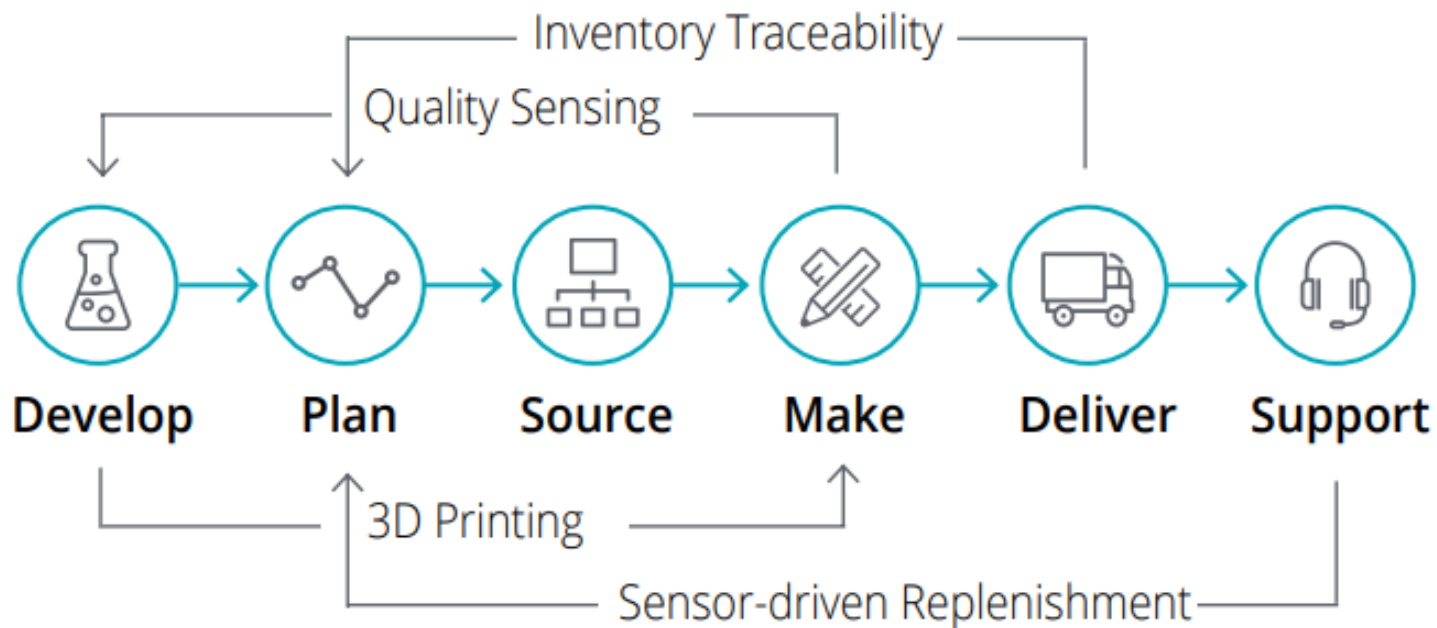 Inventory Traceability
Quality Sensing
Develop
Plan
Source
Make
Deliver
Support
3D Printing
Sensor-driven Replenishment